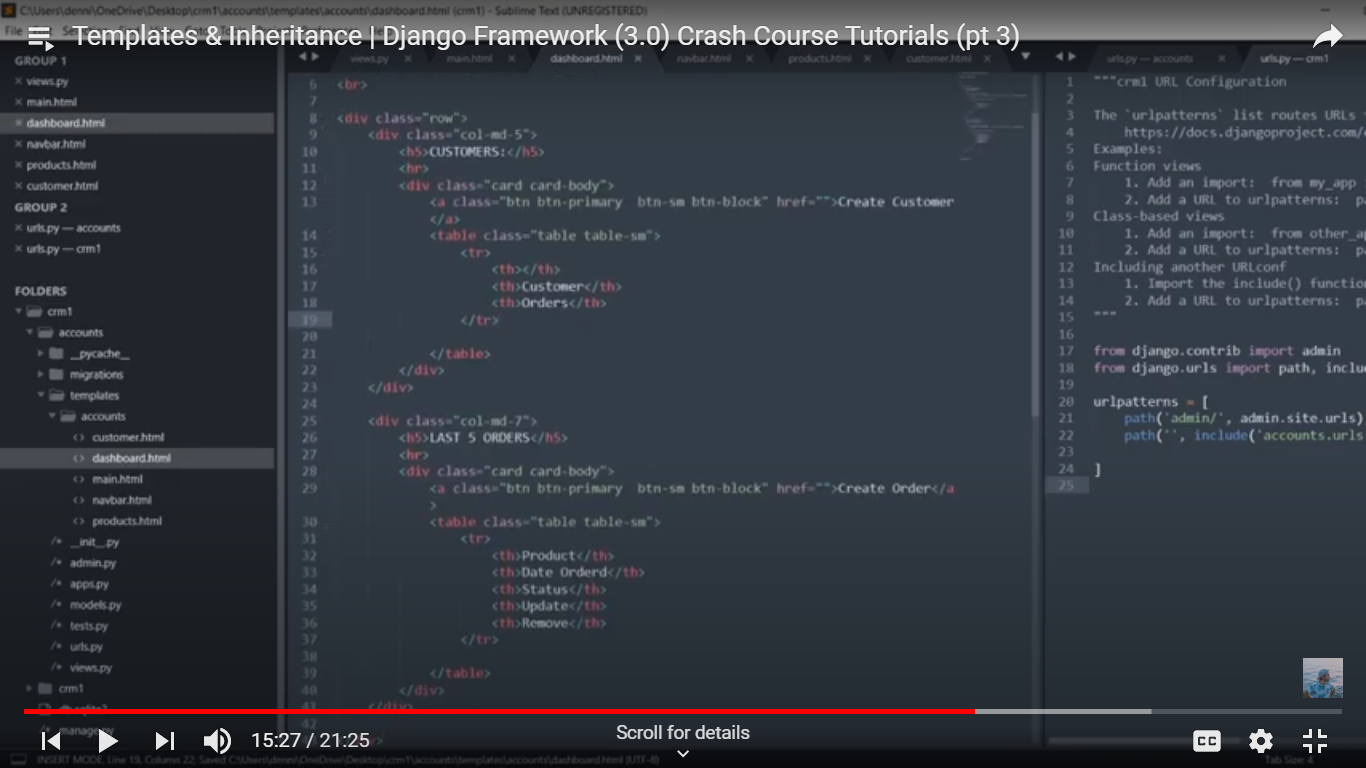 C:\Users\denni\OneDrive\Desktop\crm1\accounts\templates\accounts\dashboard.html (crm1) - Sublime Text (UNREGISTERED)
Templates & Inheritance | Django Framework (3.0) Crash Course Tutorials (pt 3)
GROUP 1
views.py
main.html
dashboard.html
navbar.html
products.html
customer.html
GROUP 2
urls.py — accounts
urls.py — crm1
FOLDERS
crm1
accounts
__pycache__
migrations
templates
accounts
customer.html
dashboard.html
main.html
navbar.html
products.html
__init__.py
admin.py
apps.py
models.py
tests.py
urls.py
views.py
crm1
manage.py
views.py main.html dashboard.html navbar.html products.html customer.html
6 <br>
7
8 <div class="row">
9 <div class="col-md-5">
10 <h5>CUSTOMERS:</h5>
11 <hr>
12 <div class="card card-body">
13 <a class="btn btn-primary  btn-sm btn-block" href="">Create Customer
</a>
14 <table class="table table-sm">
15 <tr>
16 <th></th>
17 <th>Customer</th>
18 <th>Orders</th>
19 </tr>
20
21 </table>
22 </div>
23 </div>
24
25 <div class="col-md-7">
26 <h5>LAST 5 ORDERS</h5>
27 <hr>
28 <div class="card card-body">
29 <a class="btn btn-primary  btn-sm btn-block" href="">Create Order</a
>
30 <table class="table table-sm">
31 <tr>
32 <th>Product</th>
33 <th>Date Orderd</th>
34 <th>Status</th>
35 <th>Update</th>
36 <th>Remove</th>
37 </tr>
38
39 </table>
40 </div>
41 </div>
42
urls.py — accounts urls.py — crm1
1 """crm1 URL Configuration
2
3 The `urlpatterns` list routes URLs
4 https://docs.djangoproject.com/
5 Examples:
6 Function views
7 1. Add an import:  from my_app
8 2. Add a URL to urlpatterns:  pa
9 Class-based views
10 1. Add an import:  from other_ap
11 2. Add a URL to urlpatterns:  pa
12 Including another URLconf
13 1. Import the include() function
14 2. Add a URL to urlpatterns:  pa
15 """
16
17 from django.contrib import admin
18 from django.urls import path, inclu
19
20 urlpatterns = [
21 path('admin/', admin.site.urls)
22 path('', include('accounts.urls
23
24 ]
25
15:27 / 21:25
Scroll for details
CC
INSERT MODE, Line 19, Column 22; Saved C:\Users\denni\OneDrive\Desktop\crm1\accounts\templates\accounts\dashboard.html (UTF-8)
Tab Size: 4